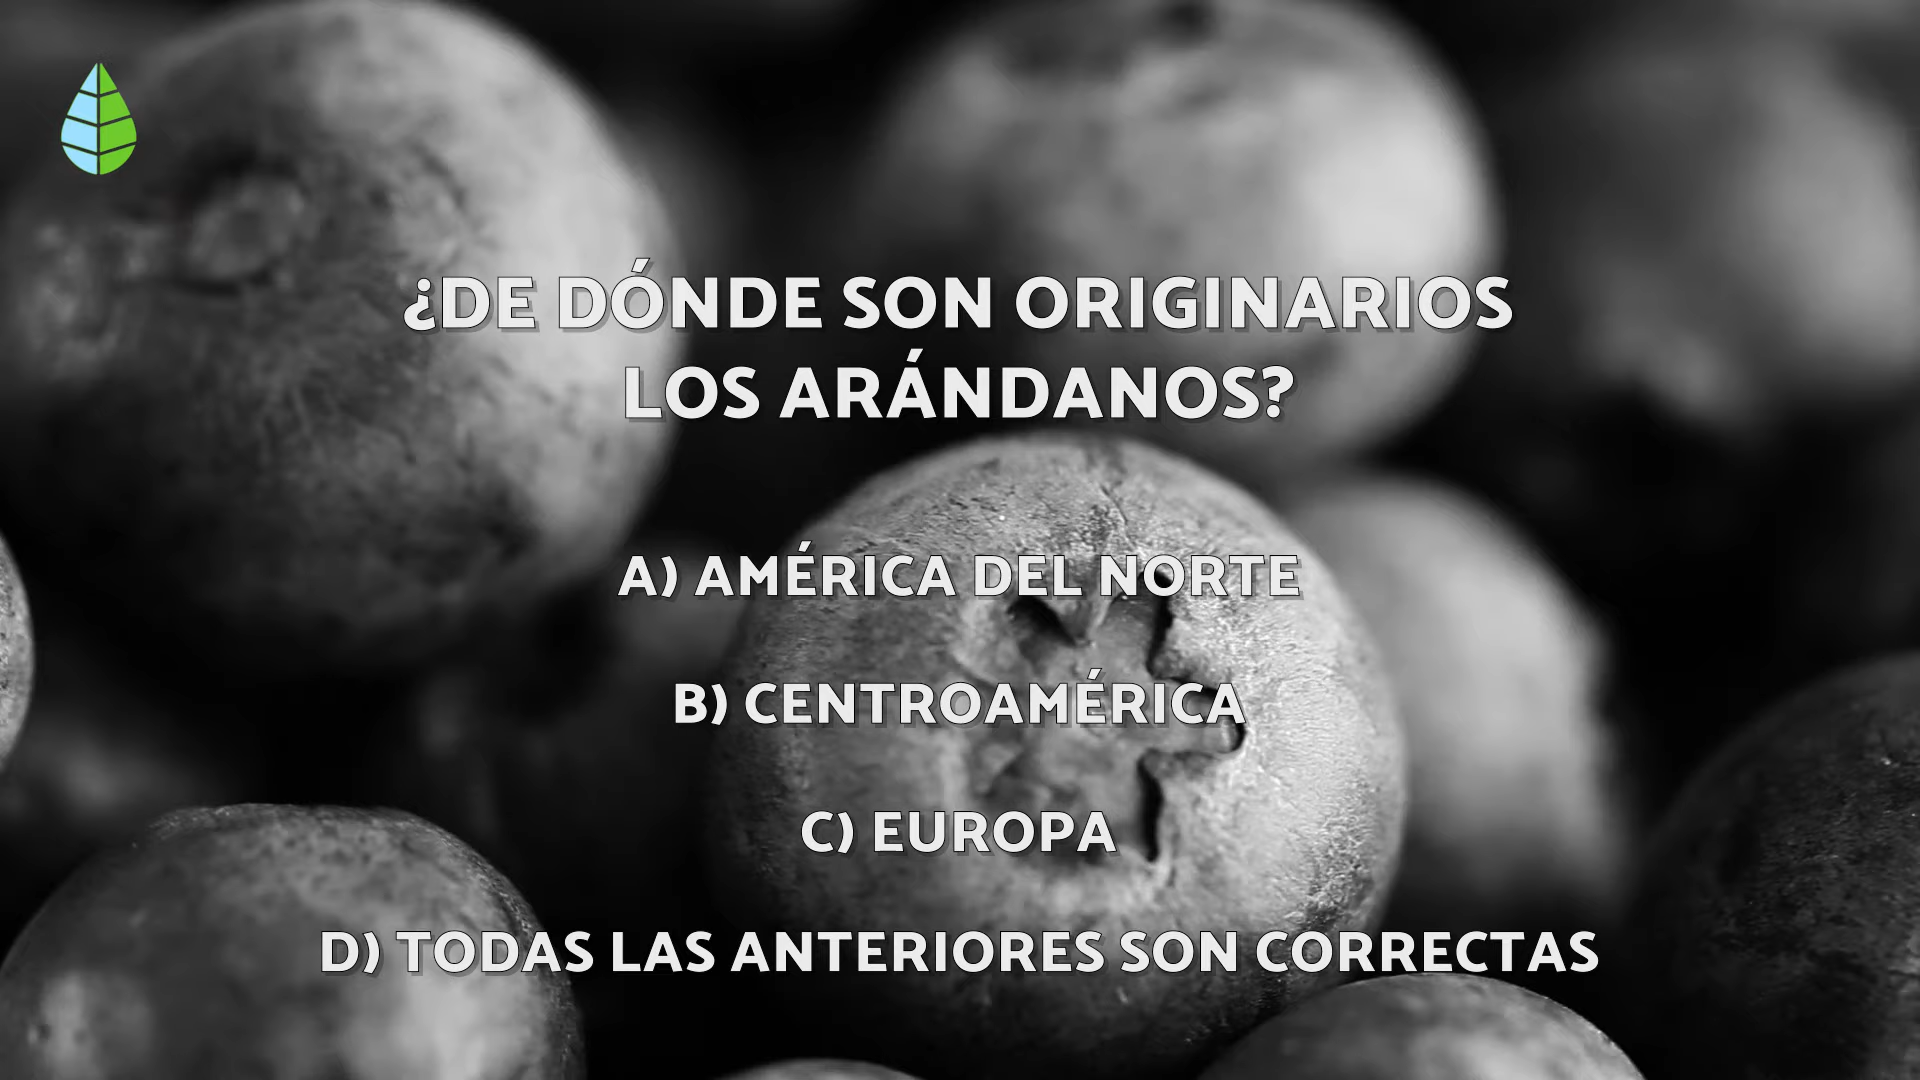 ¿DE DÓNDE SON ORIGINARIOS
LOS ARÁNDANOS?
A) AMÉRICA DEL NORTE
B) CENTROAMÉRICA
C) EUROPA
D) TODAS LAS ANTERIORES SON CORRECTAS